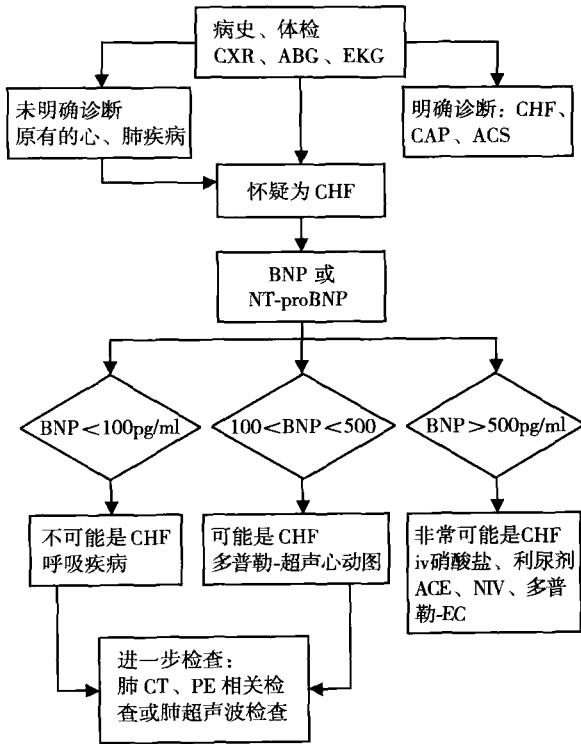 病史、体检
CXR、ABG、EKG
未明确诊断
原有的心、肺疾病
明确诊断：CHF、
CAP、ACS
怀疑为CHF
BNP 或
NT-proBNP
BNP＜100pg/ml
100＜BNP＜500
BNP＞500pg/ml
不可能是CHF
呼吸疾病
可能是CHF
多普勒-超声心动图
非常可能是CHF
iv硝酸盐、利尿剂
ACE、NIV、多普
勒-EC
进一步检查：
肺 CT、PE 相关检
查或肺超声波检查